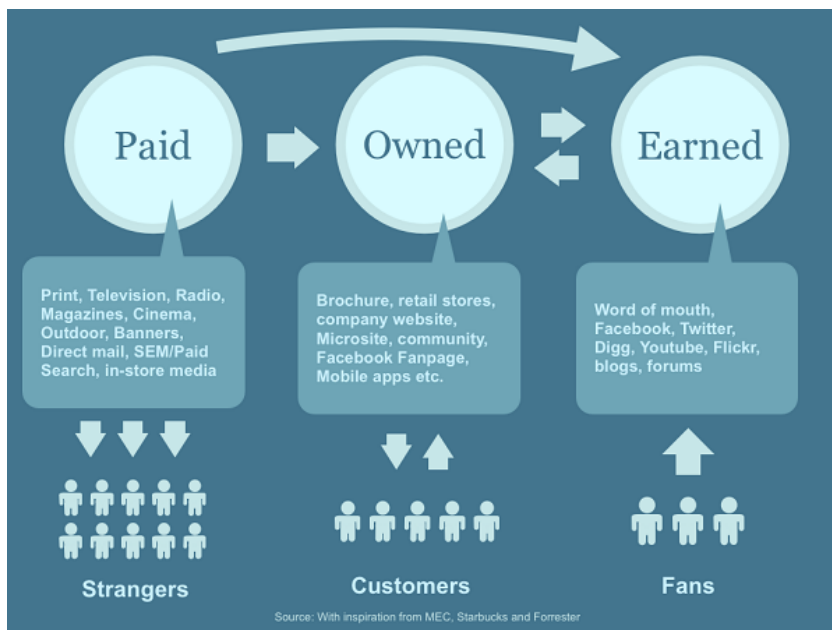 Paid
Owned
Earned
Print, Television, Radio,
Magazines, Cinema,
Outdoor, Banners,
Direct mail, SEM/Paid
Search, in-store media
Brochure, retail stores,
company website,
Microsite, community,
Facebook Fanpage,
Mobile apps etc.
Word of mouth,
Facebook, Twitter,
Digg, Youtube, Flickr,
blogs, forums
Strangers
Customers
Fans
Source: With inspiration from MEC, Starbucks and Forrester